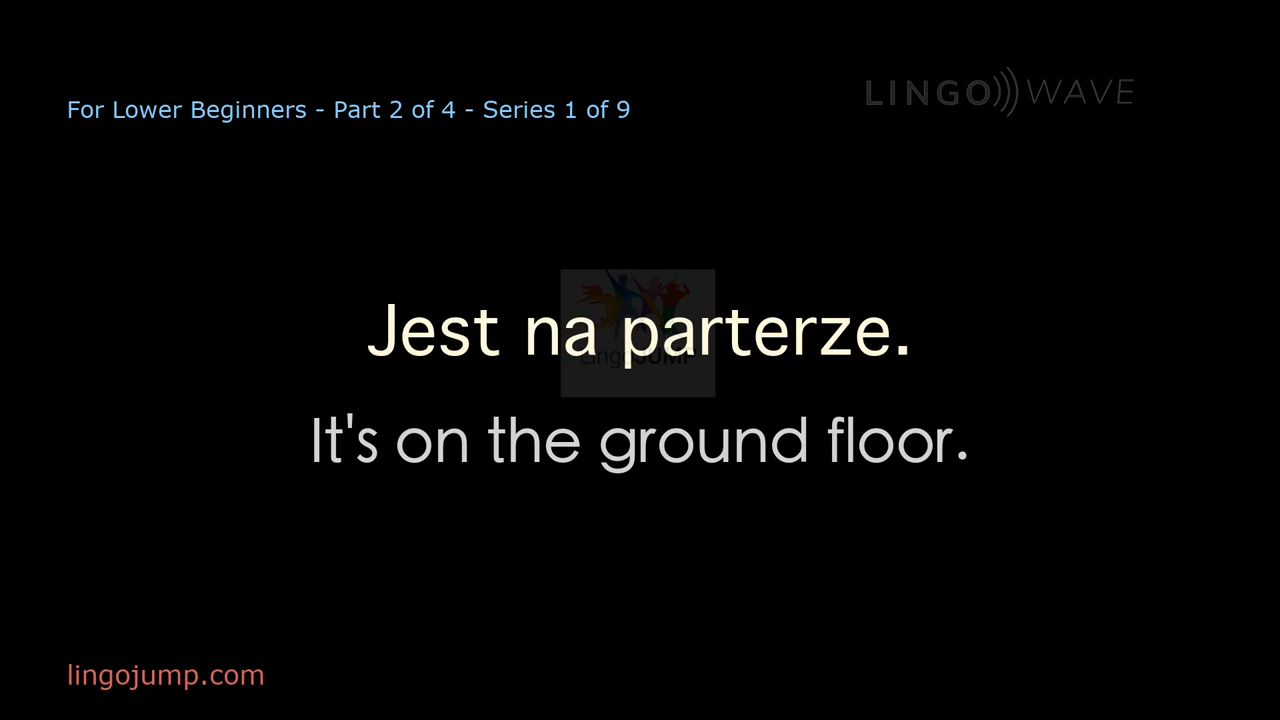 For Lower Beginners - Part 2 of 4 - Series 1 of 9
LINGO WAVE
Jest na parterze.
LingoJUMP
It's on the ground floor.
lingojump.com